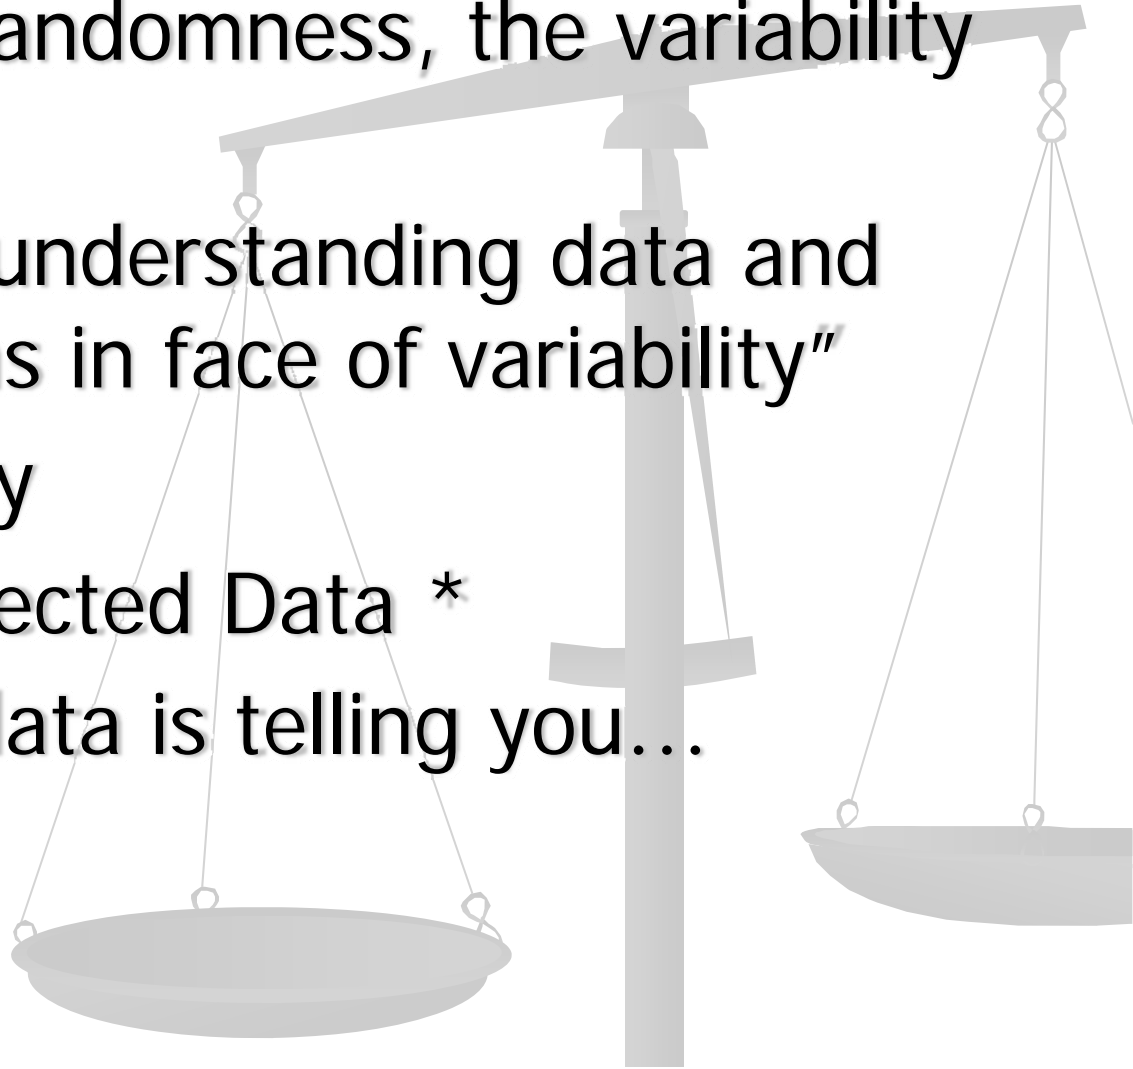 andomness, the variability
understanding data and
s in face of variability”
y
ected Data *
ata is telling you…